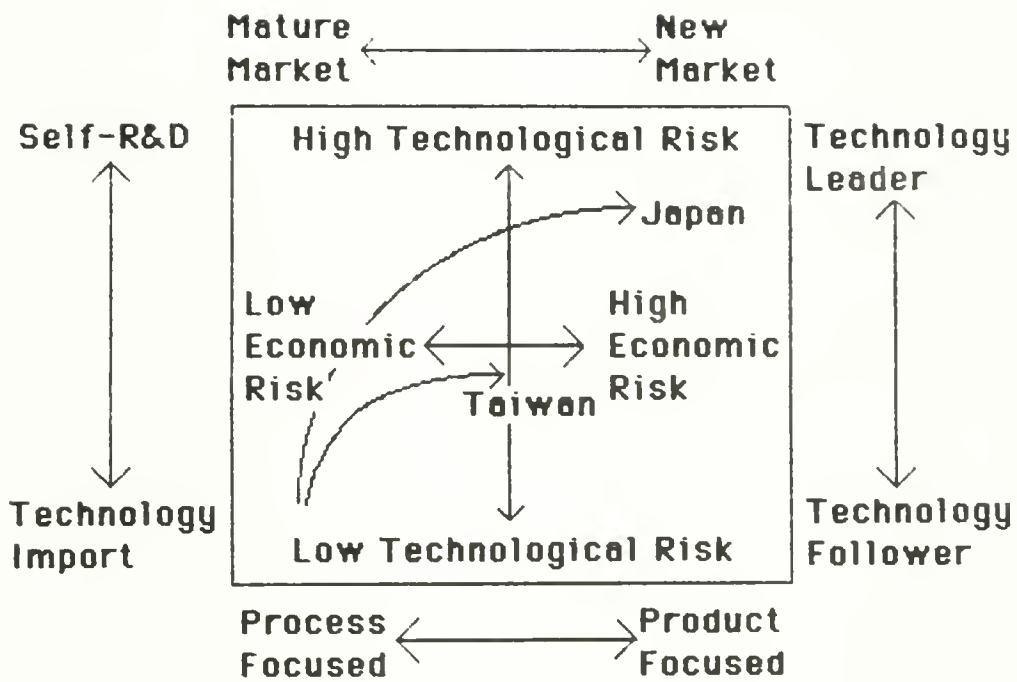 Mature
Market
New
Market
Self-R&D
High Technological Risk
Technology
Leader
Japan
Low
Economic
Risk
High
Economic
Risk
Taiwan
Technology
Import
Low Technological Risk
Technology
Follower
Process
Focused
Product
Focused